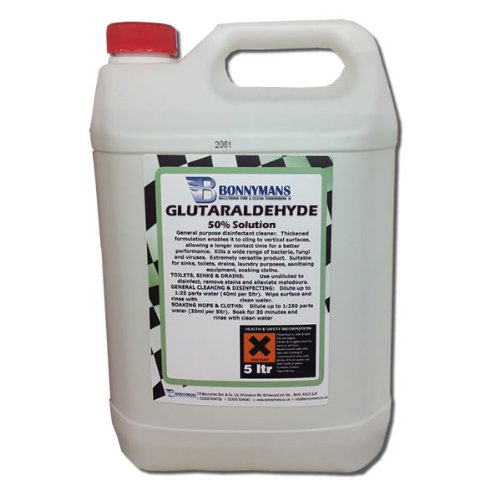 2061
BONNYMANS
SOLUTIONS FOR A CLEAN TOMORROW
GLUTARALDEHYDE
50% Solution
General purpose disinfectant cleaner. Thickened
formulation enables it to cling to vertical surfaces,
allowing a longer contact time for a better
performance. Kills a wide range of bacteria, fungi
and viruses. Extremely versatile product. Suitable
for sinks, toilets, drains, laundry purposes, sanitising
equipment, soaking cloths.
TOILETS, SINKS & DRAINS: Use undiluted to
disinfect, remove stains and alleviate malodours.
GENERAL CLEANING & DISINFECTING: Dilute up to
1:25 parts water (40ml per 5ltr). Wipe surface and
rinse with clean water.
SOAKING MOPS & CLOTHS: Dilute up to 1:250 parts
water (20ml per 5ltr). Soak for 30 minutes and
rinse with clean water
HEALTH & SAFETY INFORMATION
IRRITANT
5 ltr